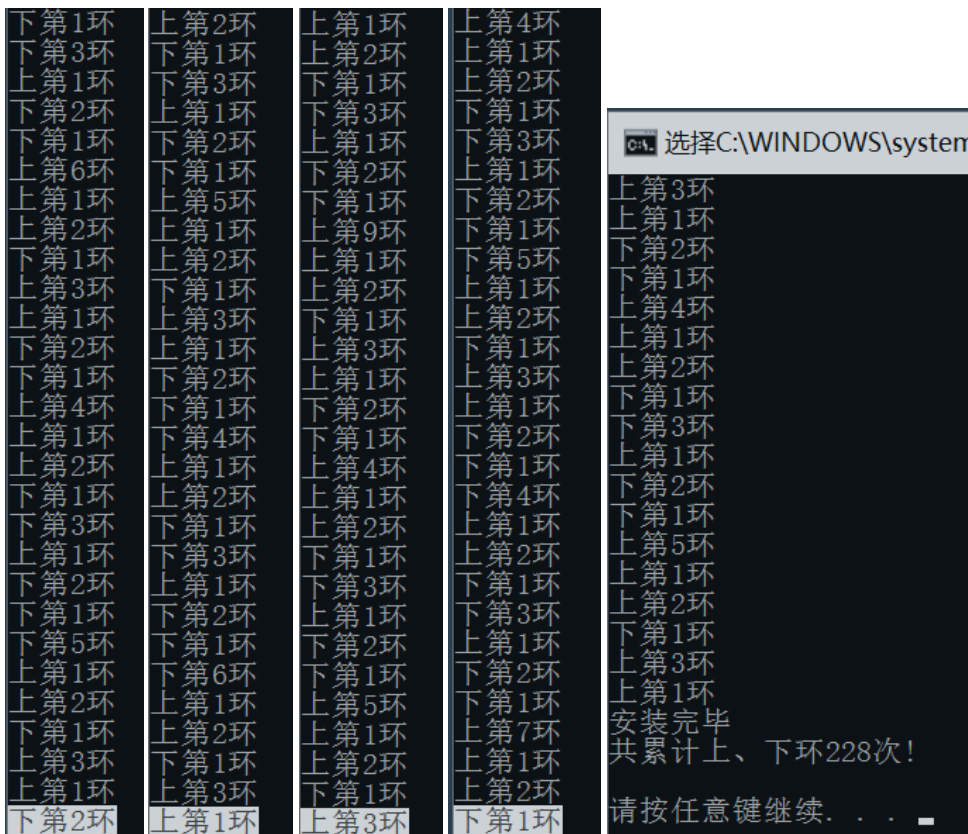 下第1环
下第3环
上第1环
下第2环
下第1环
上第6环
上第1环
上第2环
下第1环
上第3环
上第1环
下第2环
下第1环
上第4环
上第1环
上第2环
下第1环
下第3环
上第1环
下第2环
下第1环
下第5环
上第1环
上第2环
下第1环
上第3环
上第1环
下第2环
上第2环
下第1环
下第3环
上第1环
下第2环
下第1环
上第5环
上第1环
上第2环
下第1环
上第3环
上第1环
下第2环
下第1环
下第4环
上第1环
上第2环
下第1环
下第3环
上第1环
下第2环
下第1环
下第6环
上第1环
上第2环
下第1环
上第3环
上第1环
上第1环
上第2环
下第1环
下第3环
上第1环
下第2环
下第1环
上第9环
上第1环
上第2环
下第1环
上第3环
上第1环
下第2环
下第1环
上第4环
上第1环
上第2环
下第1环
下第3环
上第1环
下第2环
下第1环
上第5环
上第1环
上第2环
下第1环
上第3环
上第4环
上第1环
上第2环
下第1环
下第3环
上第1环
下第2环
下第1环
下第5环
上第1环
上第2环
下第1环
上第3环
上第1环
下第2环
下第1环
下第4环
上第1环
上第2环
下第1环
下第3环
上第1环
下第2环
下第1环
上第7环
上第1环
上第2环
下第1环
选择C:\WINDOWS\system
上第3环
上第1环
下第2环
下第1环
上第4环
上第1环
上第2环
下第1环
下第3环
上第1环
下第2环
下第1环
上第5环
上第1环
上第2环
下第1环
上第3环
上第1环
安装完毕
共累计上、下环228次!
请按任意键继续. . .